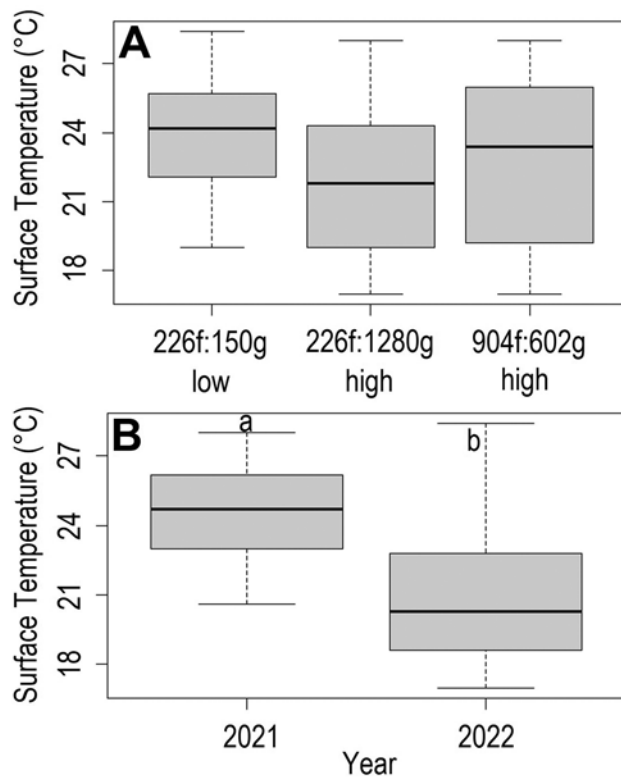 A
Surface Temperature (°C)
27
24
21
18
226f:150g 226f:1280g 904f:602g
low high high
B
a
b
Surface Temperature (°C)
27
24
21
18
2021 2022
Year